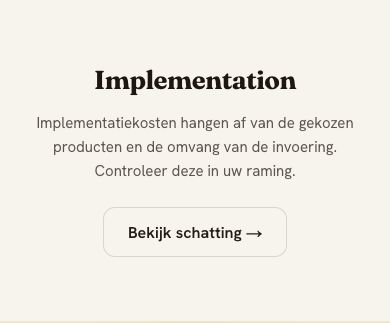 Implementation
Implementatiekosten hangen af van de gekozen
producten en de omvang van de invoering.
Controleer deze in uw raming.
Bekijk schatting →